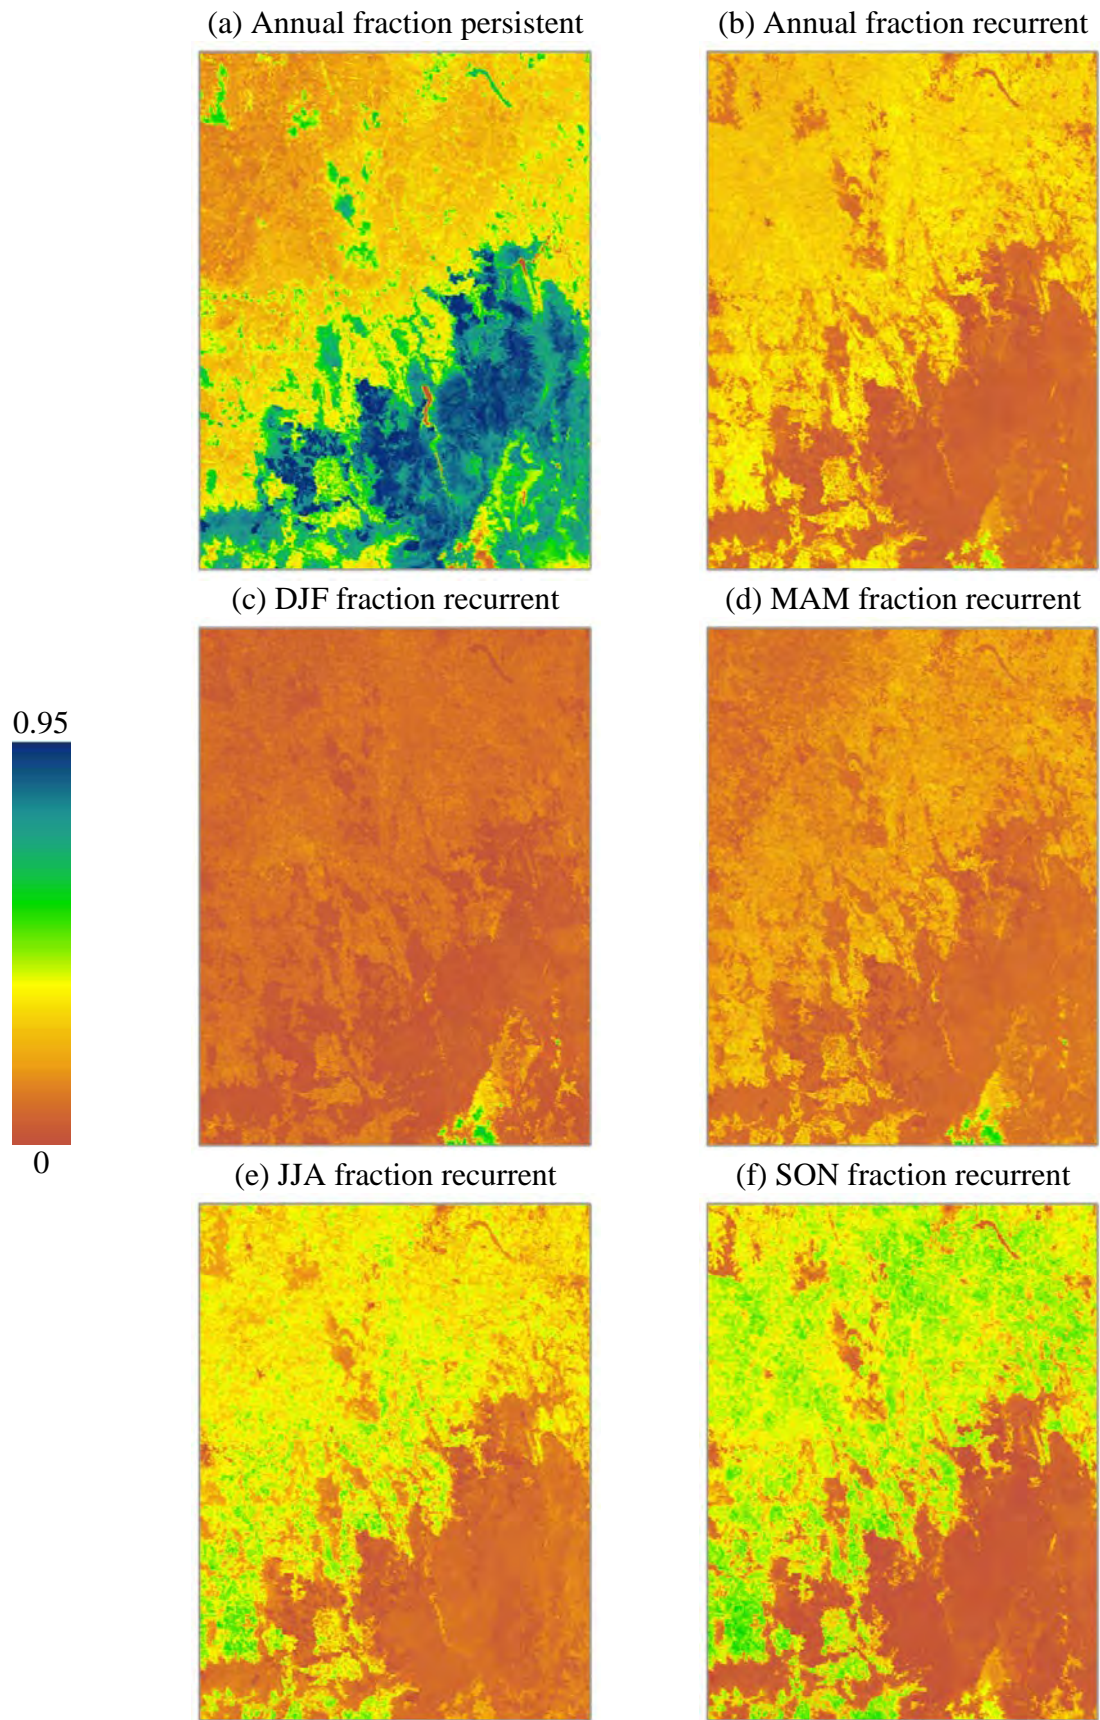 (a) Annual fraction persistent
(b) Annual fraction recurrent
(c) DJF fraction recurrent
(d) MAM fraction recurrent
0.95
0
(e) JJA fraction recurrent
(f) SON fraction recurrent